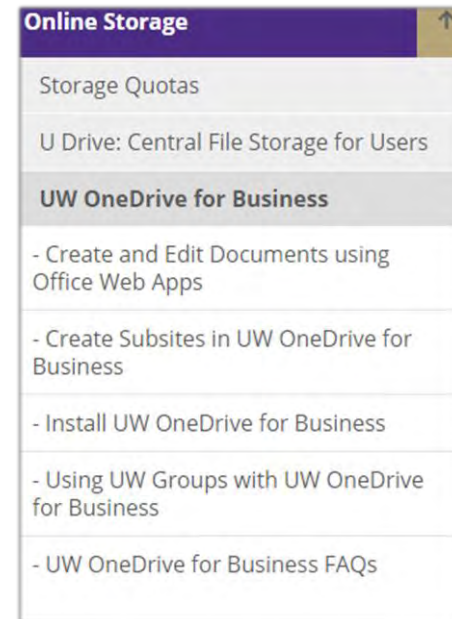 Online Storage
Storage Quotas
U Drive: Central File Storage for Users
UW OneDrive for Business
- Create and Edit Documents using
Office Web Apps
- Create Subsites in UW OneDrive for
Business
- Install UW OneDrive for Business
- Using UW Groups with UW OneDrive
for Business
- UW OneDrive for Business FAQs